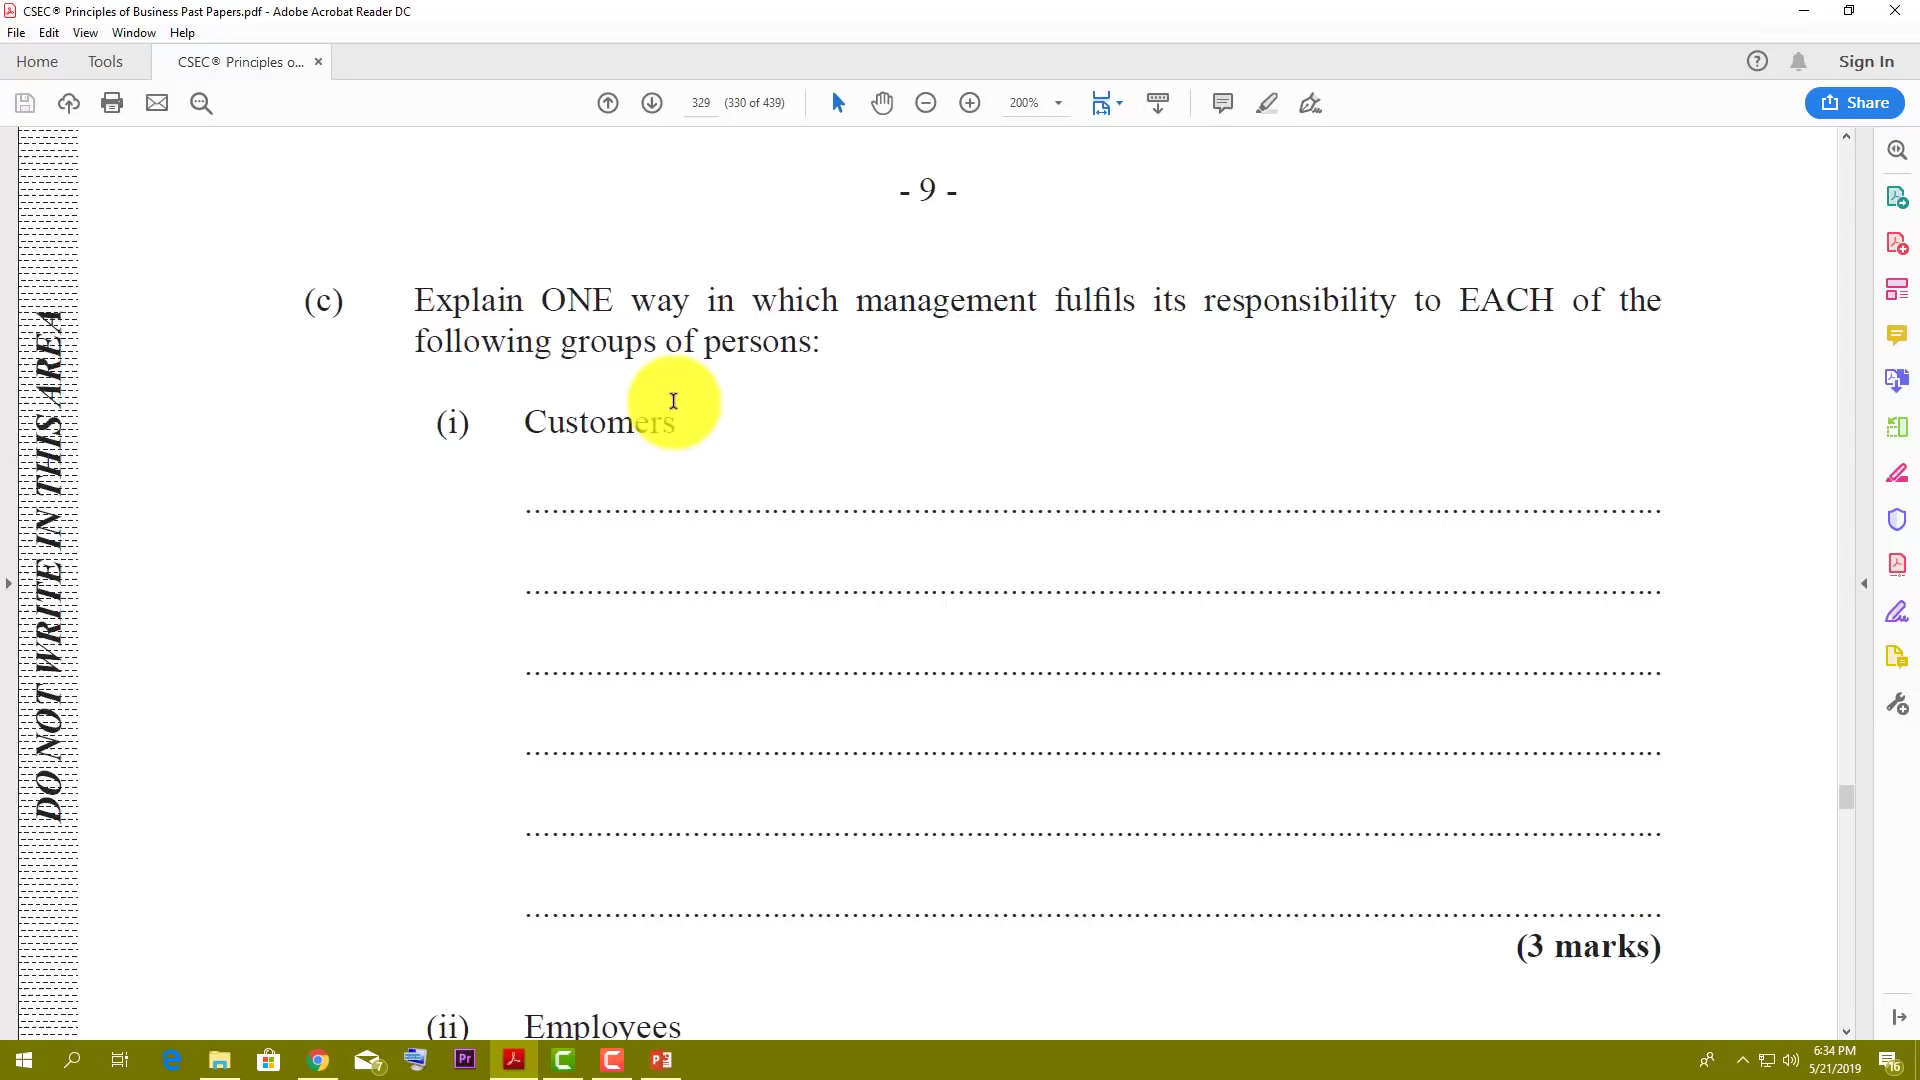 CSEC® Principles of Business Past Papers.pdf - Adobe Acrobat Reader DC
File Edit View Window Help
Home Tools CSEC® Principles o... × Sign In
329 (330 of 439) 200% Share
- 9 -
(c) Explain ONE way in which management fulfils its responsibility to EACH of the
following groups of persons:
(i) Customers
................................................................................................................................
................................................................................................................................
................................................................................................................................
................................................................................................................................
................................................................................................................................
................................................................................................................................
(3 marks)
(ii) Employees
DO NOT WRITE IN THIS AREA
7 Pr 6:34 PM
5/21/2019 16